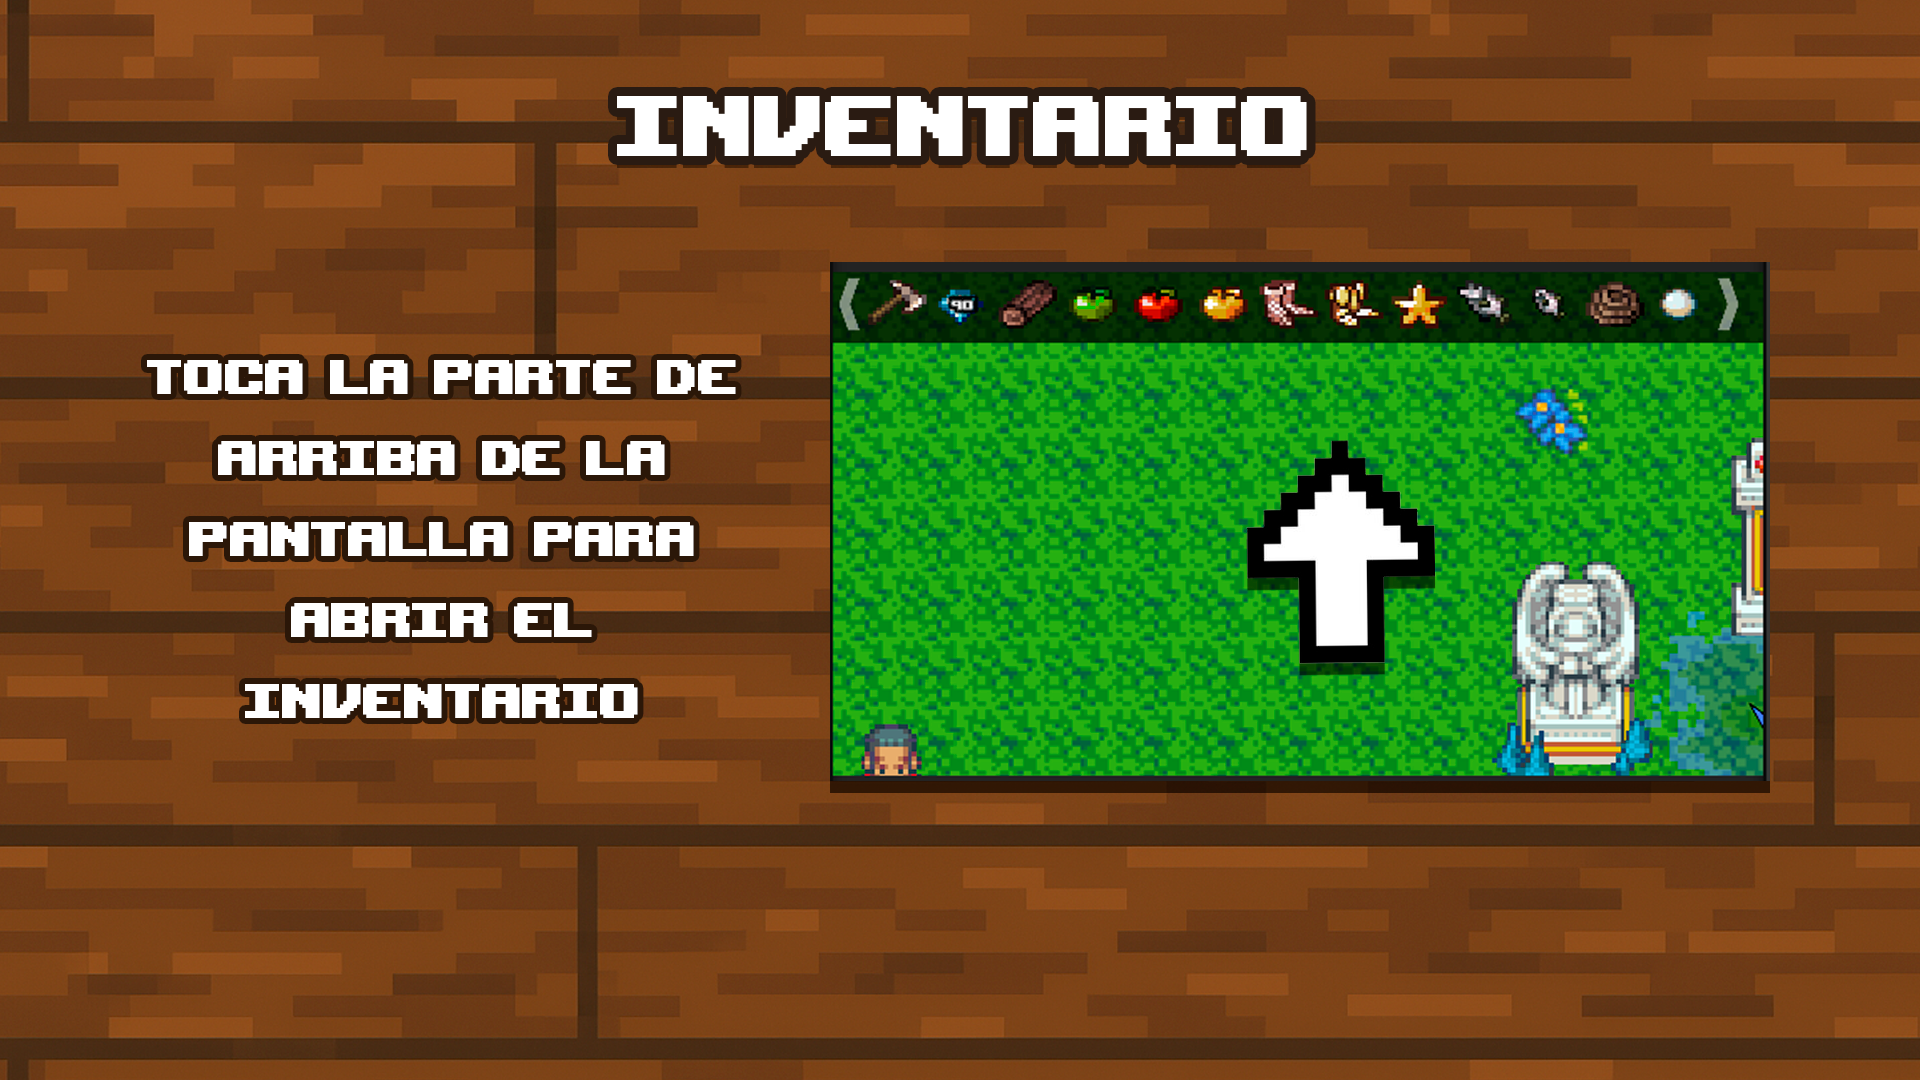 INVENTARIO
TOCA LA PARTE DE
ARRIBA DE LA
PANTALLA PARA
ABRIR EL
INVENTARIO
90